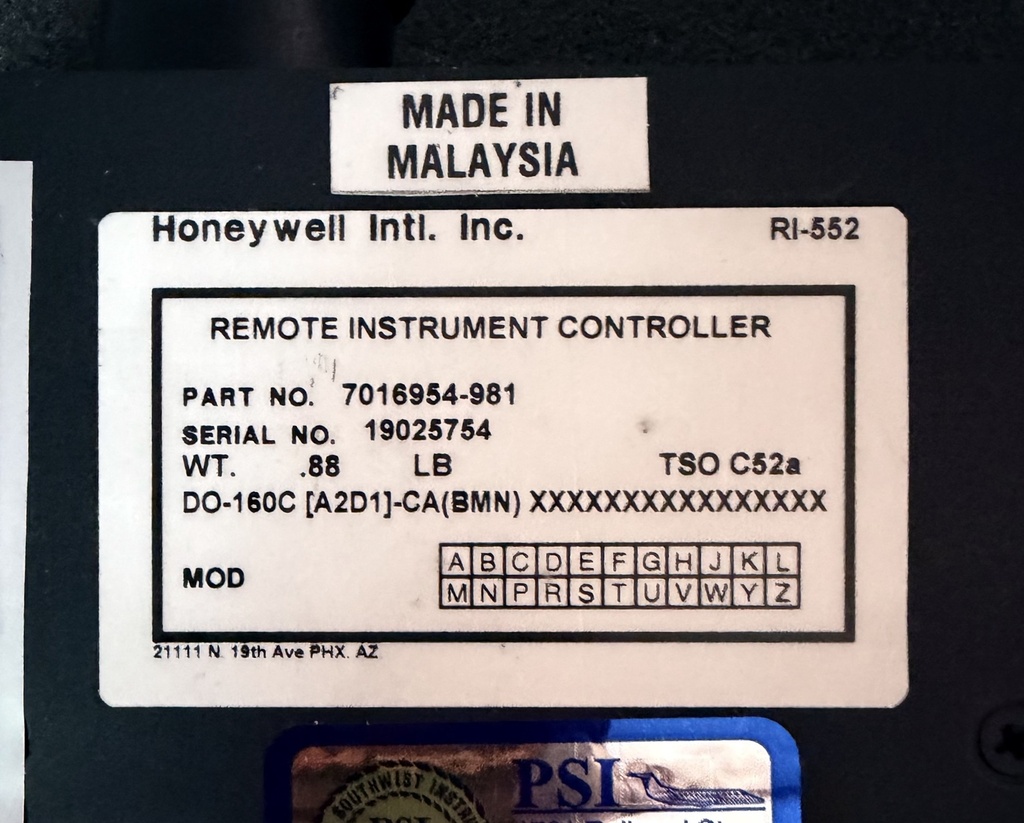 MADE IN
MALAYSIA
Honeywell Intl. Inc. RI-552
REMOTE INSTRUMENT CONTROLLER
PART NO. 7016954-981
SERIAL NO. 19025754
WT. .88 LB TSO C52a
DO-160C [A2D1]-CA(BMN) XXXXXXXXXXXXXXXX
MOD
A B C D E F G H J K L
M N P R S T U V W Y Z
21111 N. 19th Ave PHX. AZ
PSI